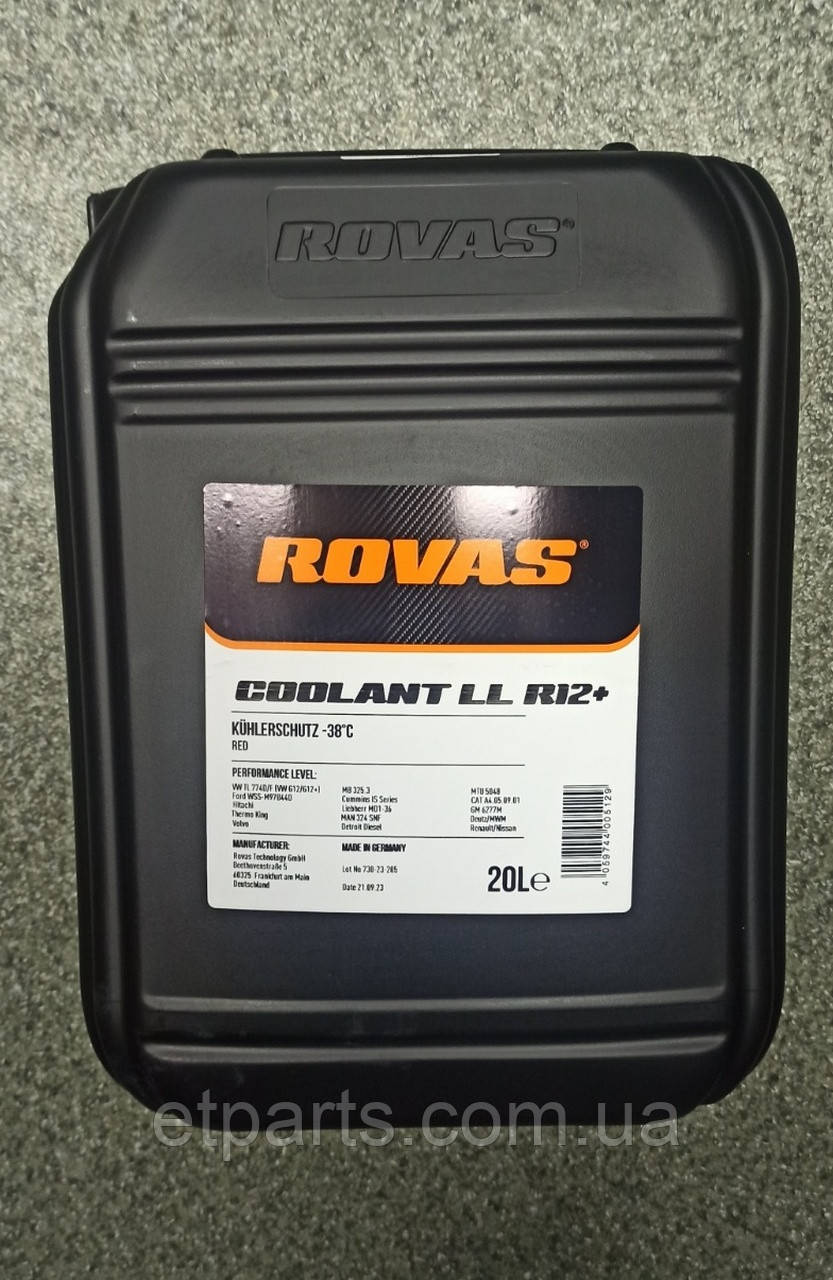 ROVAS®
ROVAS®
COOLANT LL R12+
KÜHLERSCHUTZ -38°C
RED
PERFORMANCE LEVEL:
VW TL 774D/F (VW G12/G12+)
Ford WSS-M97B44D
Hitachi
Thermo King
Volvo
MB 325.3
Cummins IS Series
Liebherr MD1-36
MAN 324 SNF
Detroit Diesel
MTU 5048
CAT A4.05.09.01
GM 6277M
Deutz/MWM
Renault/Nissan
MANUFACTURER:
Rovas Technology GmbH
Beethovenstraße 5
60325 Frankfurt am Main
Deutschland
MADE IN GERMANY
Lot No 730-23-205
Date 21.09.23
20L℮
4 059744 005129
etparts.com.ua